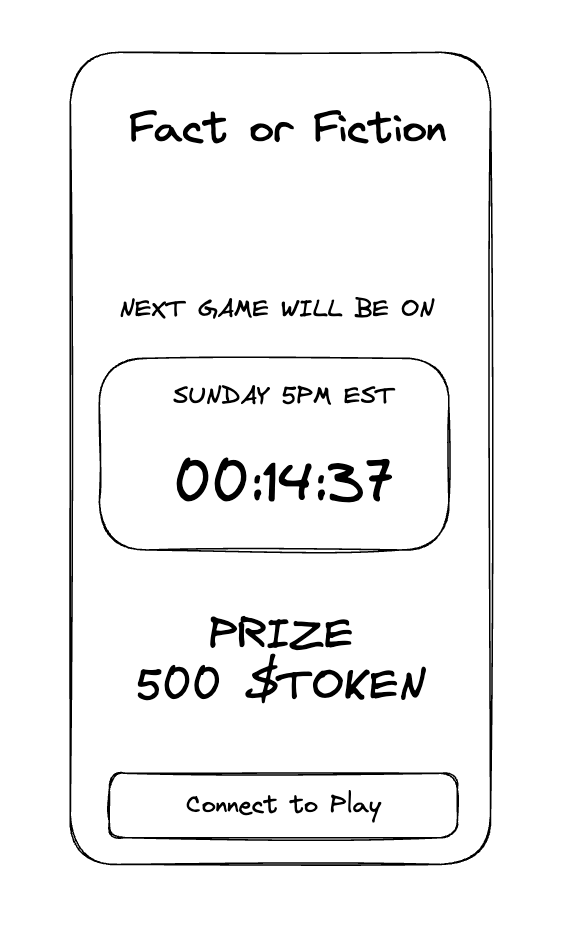 Fact or Fiction
NEXT GAME WILL BE ON
SUNDAY 5PM EST
00:14:37
PRIZE
500 $TOKEN
Connect to Play